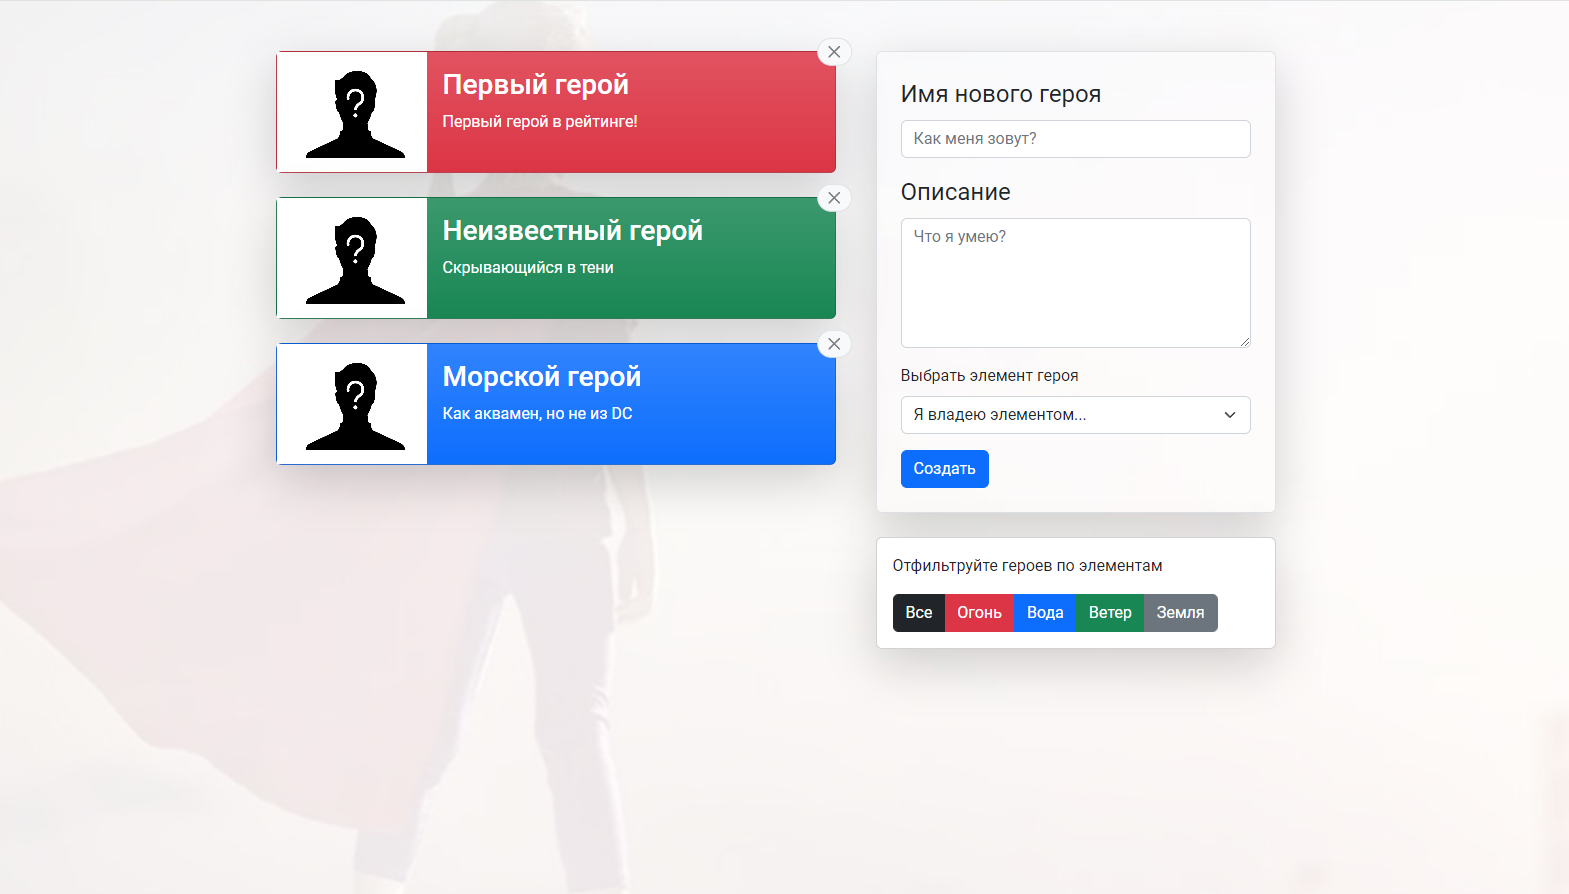 Первый герой
Первый герой в рейтинге!
Неизвестный герой
Скрывающийся в тени
Морской герой
Как аквамен, но не из DC
Имя нового героя
Как меня зовут?
Описание
Что я умею?
Выбрать элемент героя
Я владею элементом...
Создать
Отфильтруйте героев по элементам
Все Огонь Вода Ветер Земля